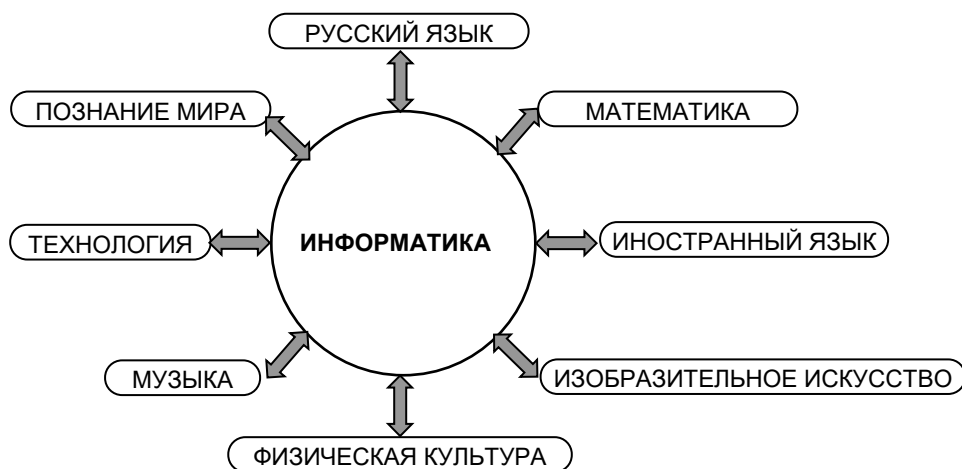 РУССКИЙ ЯЗЫК
ПОЗНАНИЕ МИРА
МАТЕМАТИКА
ТЕХНОЛОГИЯ
ИНФОРМАТИКА
ИНОСТРАННЫЙ ЯЗЫК
МУЗЫКА
ИЗОБРАЗИТЕЛЬНОЕ ИСКУССТВО
ФИЗИЧЕСКАЯ КУЛЬТУРА